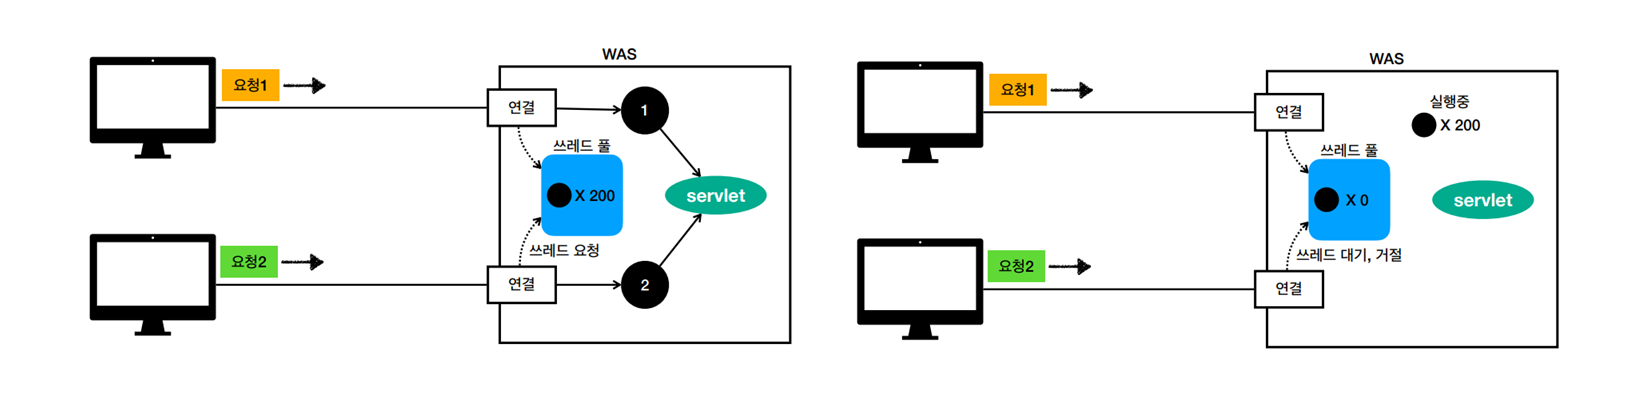 WAS
요청1
연결
1
쓰레드 풀
X 200
servlet
쓰레드 요청
요청2
연결
2
WAS
요청1
연결
실행중
X 200
쓰레드 풀
X 0
servlet
쓰레드 대기, 거절
요청2
연결